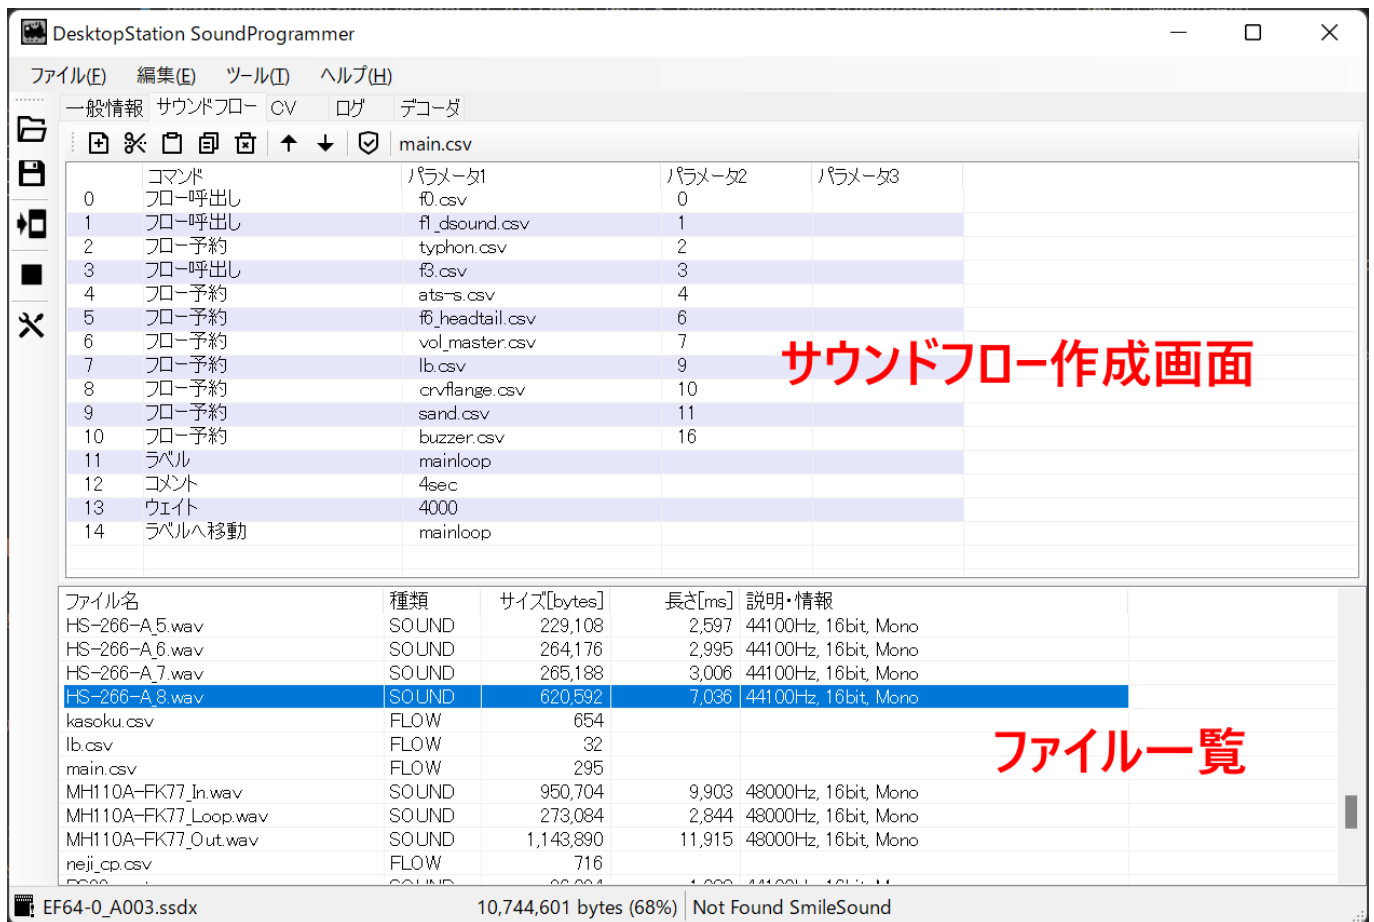 DesktopStation SoundProgrammer
ファイル(F) 編集(E) ツール(T) ヘルプ(H)
一般情報 サウンドフロー CV ログ デコーダ
main.csv
コマンド パラメータ1 パラメータ2 パラメータ3
0 フロー呼出し f0.csv 0
1 フロー呼出し f1_dsound.csv 1
2 フロー予約 typhon.csv 2
3 フロー呼出し f3.csv 3
4 フロー予約 ats-s.csv 4
5 フロー予約 f6_headtail.csv 6
6 フロー予約 vol_master.csv 7
7 フロー予約 lb.csv 9
8 フロー予約 crvflange.csv 10
9 フロー予約 sand.csv 11
10 フロー予約 buzzer.csv 16
11 ラベル mainloop
12 コメント 4sec
13 ウェイト 4000
14 ラベルへ移動 mainloop
サウンドフロー作成画面
ファイル名 種類 サイズ[bytes] 長さ[ms] 説明・情報
HS-266-A_5.wav SOUND 229,108 2,597 44100Hz, 16bit, Mono
HS-266-A_6.wav SOUND 264,176 2,995 44100Hz, 16bit, Mono
HS-266-A_7.wav SOUND 265,188 3,006 44100Hz, 16bit, Mono
HS-266-A_8.wav SOUND 620,592 7,036 44100Hz, 16bit, Mono
kasoku.csv FLOW 654
lb.csv FLOW 32
main.csv FLOW 295
ファイル一覧
MH110A-FK77_In.wav SOUND 950,704 9,903 48000Hz, 16bit, Mono
MH110A-FK77_Loop.wav SOUND 273,084 2,844 48000Hz, 16bit, Mono
MH110A-FK77_Out.wav SOUND 1,143,890 11,915 48000Hz, 16bit, Mono
neji_cp.csv FLOW 716
EF64-0_A003.ssdx 10,744,601 bytes (68%) Not Found SmileSound